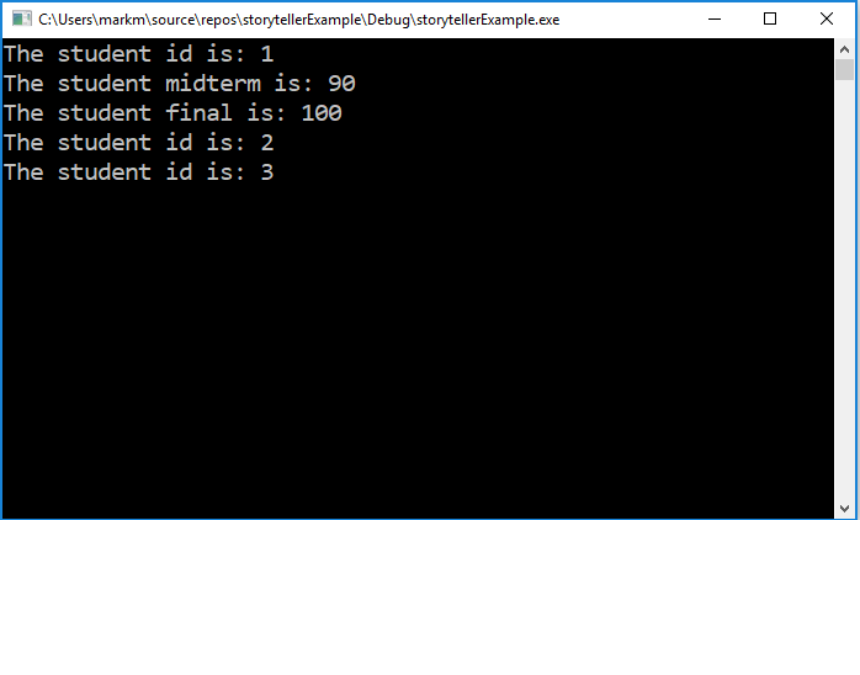 C:\Users\markm\source\repos\storytellerExample\Debug\storytellerExample.exe
The student id is: 1
The student midterm is: 90
The student final is: 100
The student id is: 2
The student id is: 3